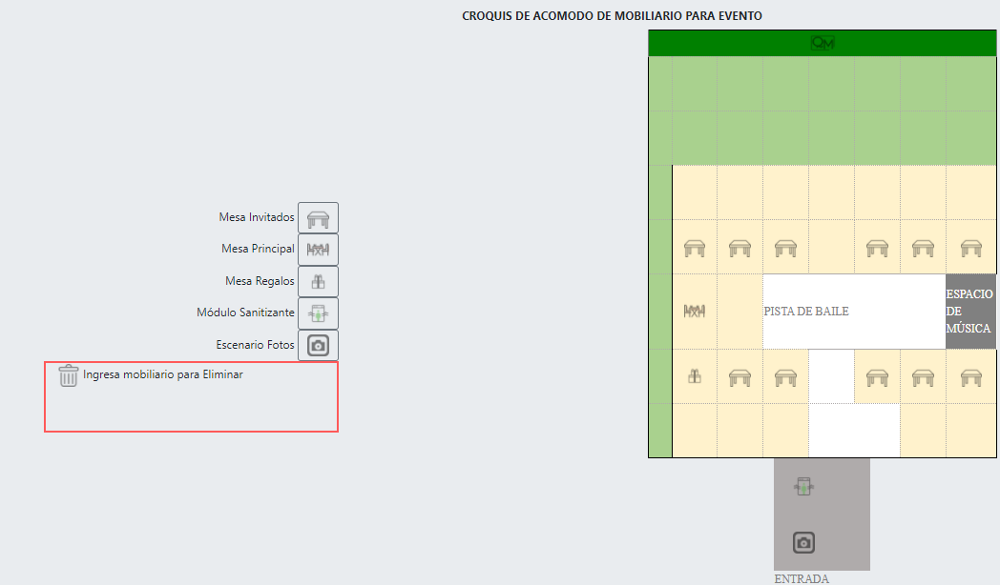 CROQUIS DE ACOMODO DE MOBILIARIO PARA EVENTO
QM
Mesa Invitados
Mesa Principal
Mesa Regalos
Módulo Sanitizante
Escenario Fotos
Ingresa mobiliario para Eliminar
PISTA DE BAILE
ESPACIO
DE
MÚSICA
ENTRADA